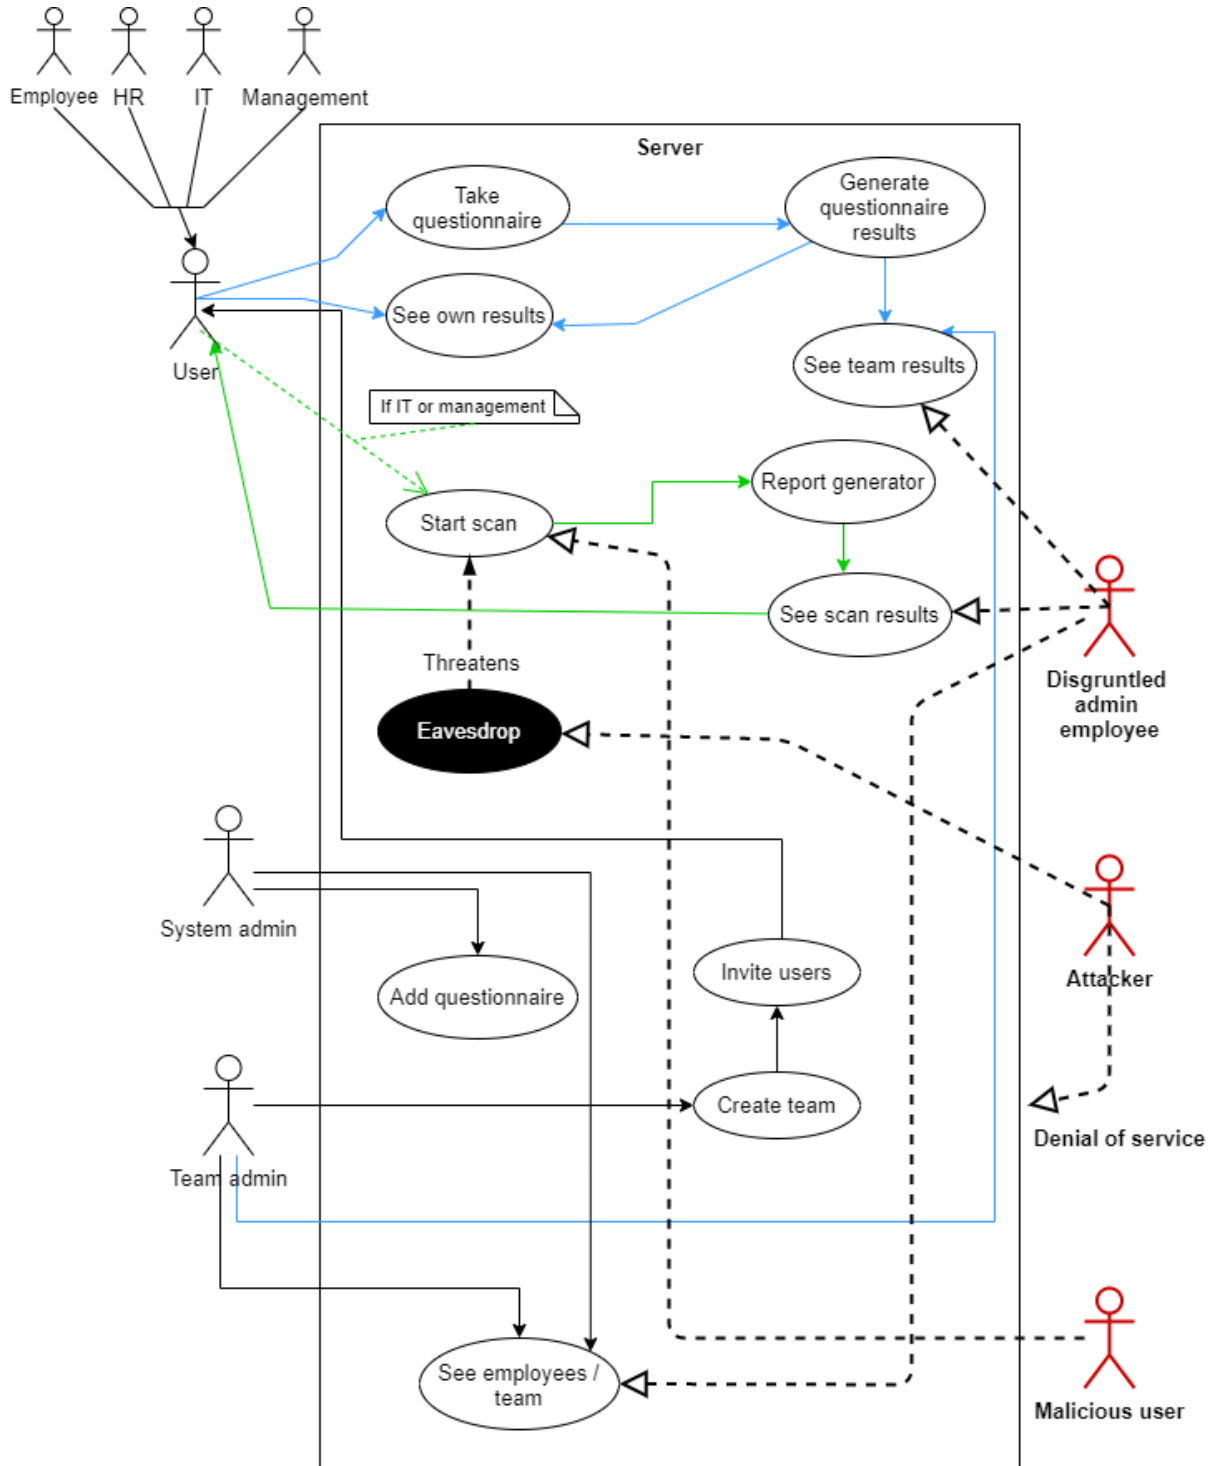 Employee
HR
IT
Management
Server
Take
questionnaire
Generate
questionnaire
results
See own results
User
See team results
If IT or management
Report generator
Start scan
See scan results
Threatens
Disgruntled
admin
employee
Eavesdrop
System admin
Invite users
Attacker
Add questionnaire
Create team
Denial of service
Team admin
See employees /
team
Malicious user